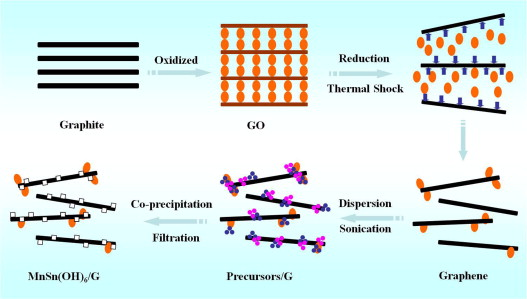 Oxidized
Reduction
Thermal Shock
Graphite
GO
Co-precipitation
Filtration
Dispersion
Sonication
MnSn(OH)6/G
Precursors/G
Graphene